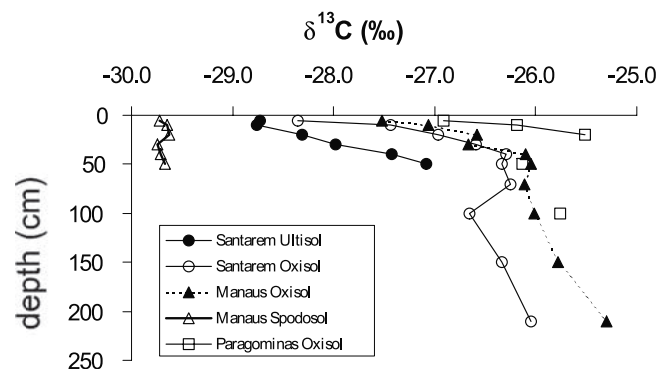 δ13C (‰)
-30.0 -29.0 -28.0 -27.0 -26.0 -25.0
0
50
100
150
200
250
depth (cm)
Santarem Ultisol
Santarem Oxisol
Manaus Oxisol
Manaus Spodosol
Paragominas Oxisol